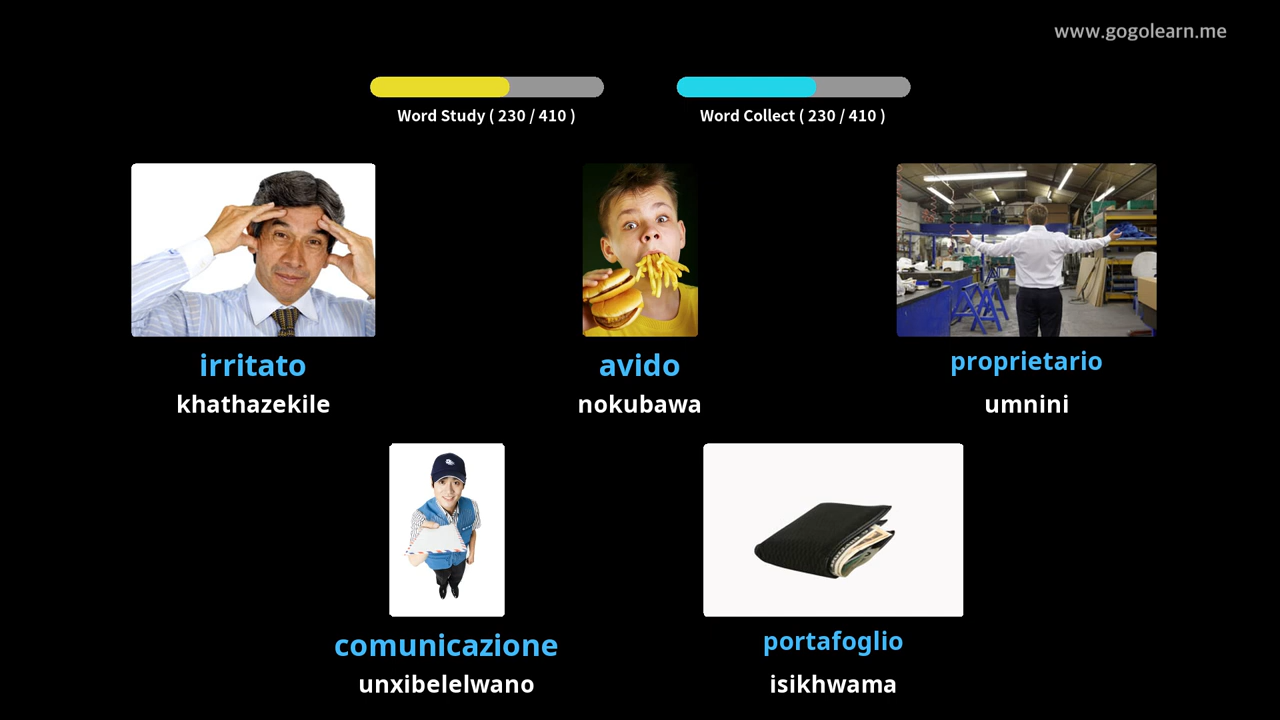 www.gogolearn.me
Word Study ( 230 / 410 )
Word Collect ( 230 / 410 )
irritato
khathazekile
avido
nokubawa
proprietario
umnini
comunicazione
unxibelelwano
portafoglio
isikhwama